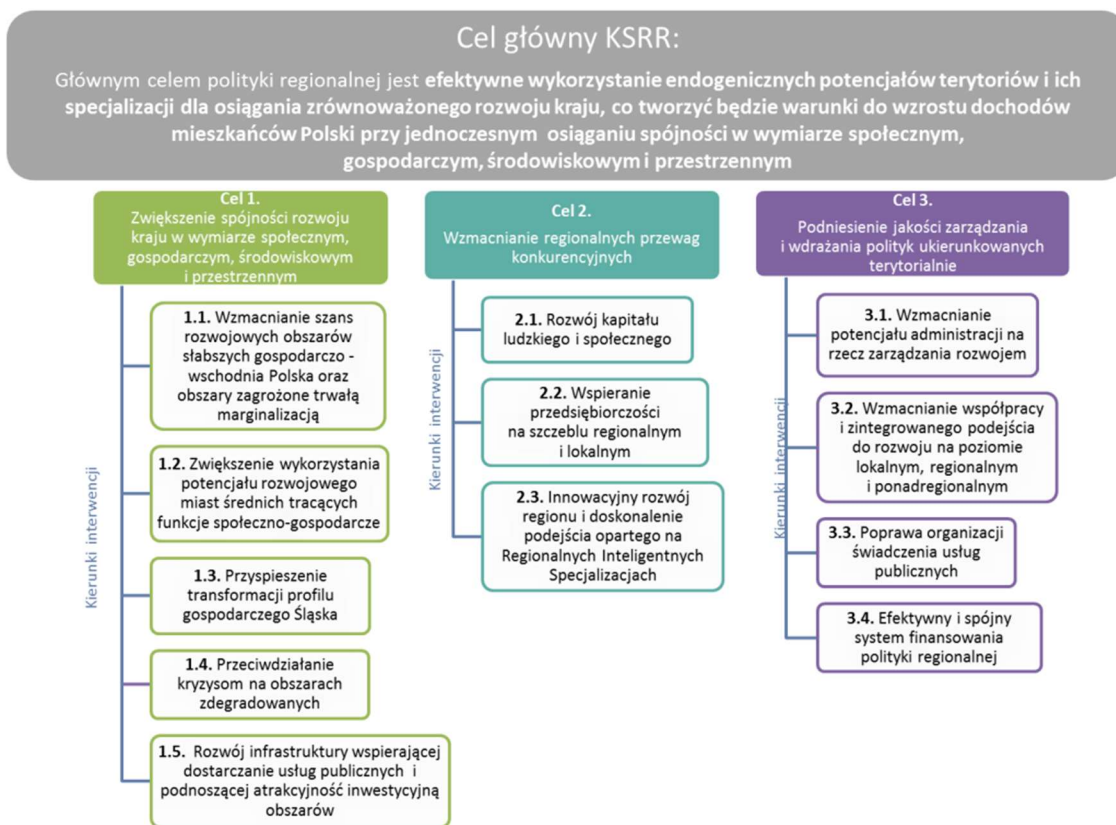 Cel główny KSRR:
Głównym celem polityki regionalnej jest efektywne wykorzystanie endogenicznych potencjałów terytoriów i ich
specjalizacji dla osiągania zrównoważonego rozwoju kraju, co tworzyć będzie warunki do wzrostu dochodów
mieszkańców Polski przy jednoczesnym osiąganiu spójności w wymiarze społecznym,
gospodarczym, środowiskowym i przestrzennym
Cel 1.
Zwiększenie spójności rozwoju
kraju w wymiarze społecznym,
gospodarczym, środowiskowym
i przestrzennym
Kierunki interwencji
1.1. Wzmacnianie szans
rozwojowych obszarów
słabszych gospodarczo -
wschodnia Polska oraz
obszary zagrożone trwałą
marginalizacją
1.2. Zwiększenie wykorzystania
potencjału rozwojowego
miast średnich tracących
funkcje społeczno-gospodarcze
1.3. Przyspieszenie
transformacji profilu
gospodarczego Śląska
1.4. Przeciwdziałanie
kryzysom na obszarach
zdegradowanych
1.5. Rozwój infrastruktury wspierającej
dostarczanie usług publicznych i
podnoszącej atrakcyjność inwestycyjną
obszarów
Cel 2.
Wzmacnianie regionalnych przewag
konkurencyjnych
Kierunki interwencji
2.1. Rozwój kapitału
ludzkiego i społecznego
2.2. Wspieranie
przedsiębiorczości
na szczeblu regionalnym
i lokalnym
2.3. Innowacyjny rozwój
regionu i doskonalenie
podejścia opartego na
Regionalnych Inteligentnych
Specjalizacjach
Cel 3.
Podniesienie jakości zarządzania
i wdrażania polityk ukierunkowanych
terytorialnie
Kierunki interwencji
3.1. Wzmacnianie
potencjału administracji na
rzecz zarządzania rozwojem
3.2. Wzmacnianie współpracy
i zintegrowanego podejścia
do rozwoju na poziomie
lokalnym, regionalnym
i ponadregionalnym
3.3. Poprawa organizacji
świadczenia usług
publicznych
3.4. Efektywny i spójny
system finansowania
polityki regionalnej